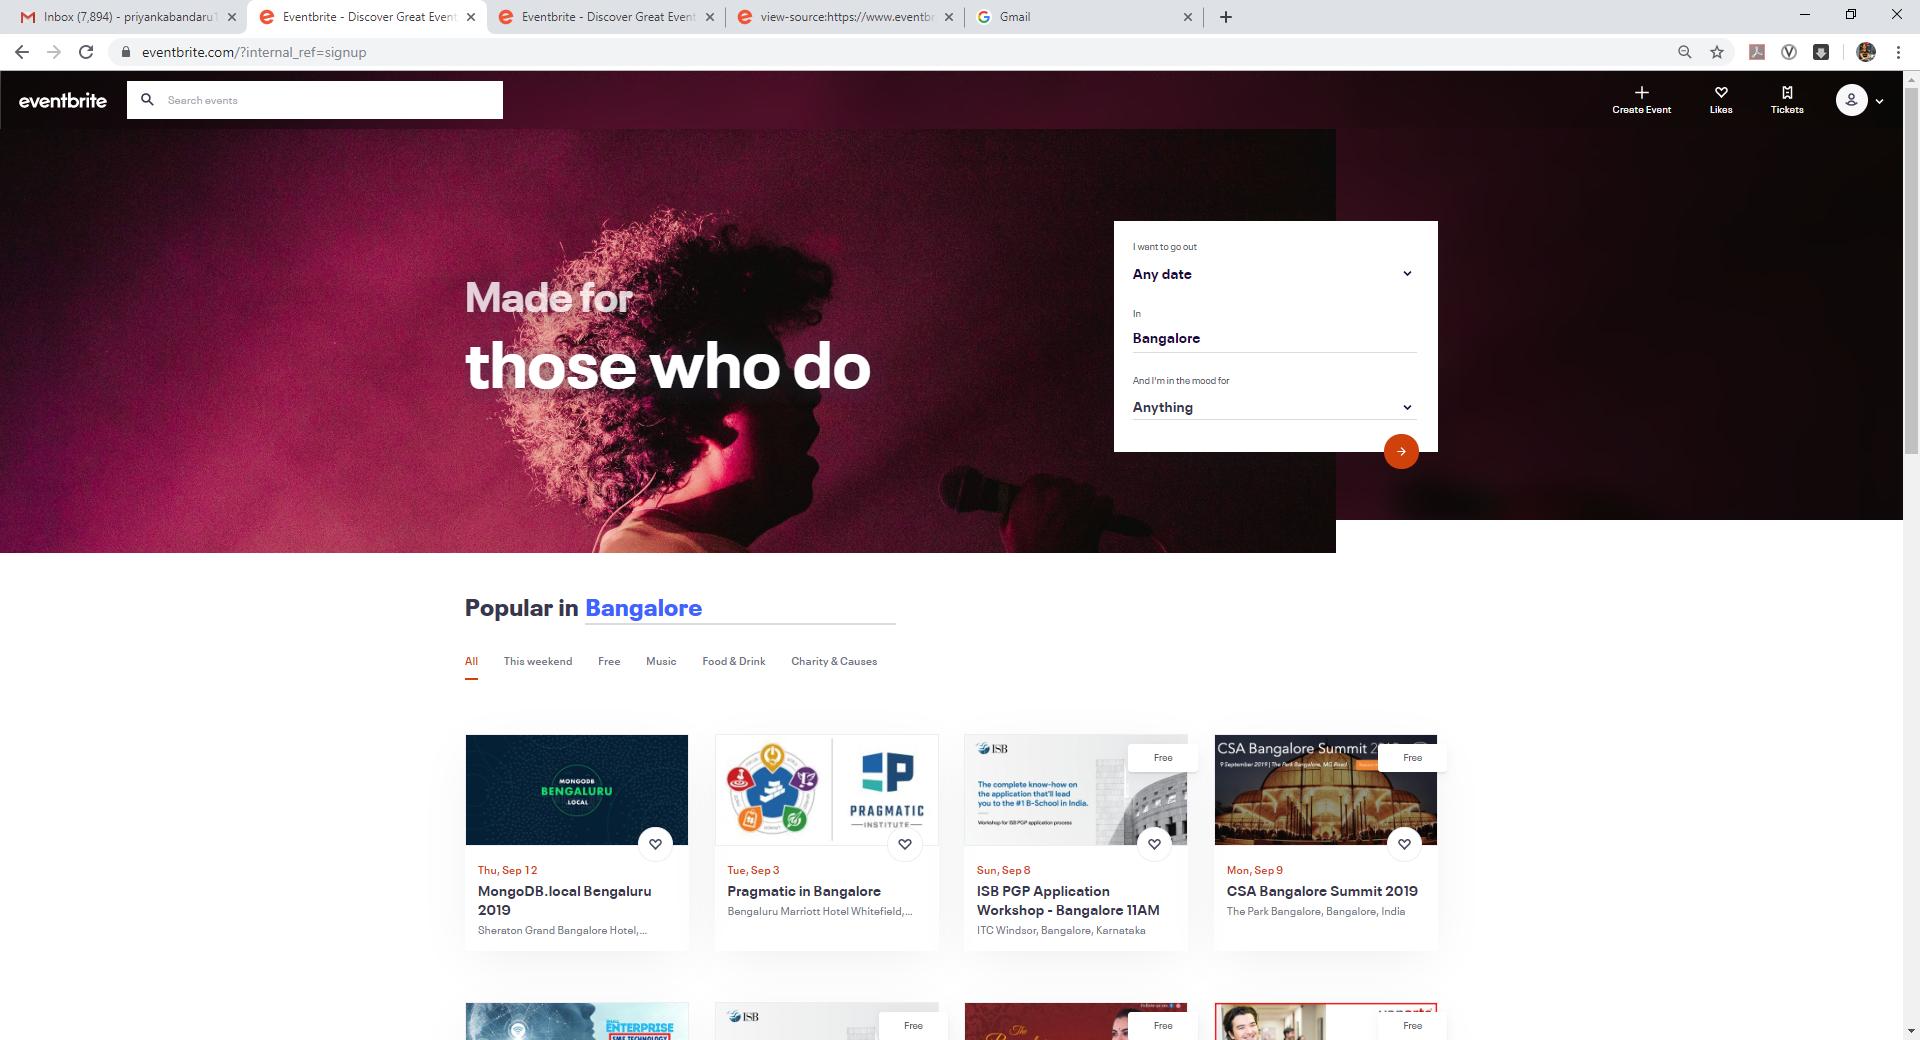 Inbox (7,894) - priyankabandaru1
Eventbrite - Discover Great Event
Eventbrite - Discover Great Event
view-source:https://www.eventbr
Gmail
eventbrite.com/?internal_ref=signup
eventbrite
Search events
Create Event
Likes
Tickets
Made for
those who do
I want to go out
Any date
In
Bangalore
And I'm in the mood for
Anything
Popular in Bangalore
All This weekend Free Music Food & Drink Charity & Causes
MONGODB
BENGALURU
.LOCAL
Thu, Sep 12
MongoDB.local Bengaluru
2019
Sheraton Grand Bangalore Hotel,...
PRAGMATIC
INSTITUTE
Tue, Sep 3
Pragmatic in Bangalore
Bengaluru Marriott Hotel Whitefield,...
ISB
Free
The complete know-how on
the application that'll lead
you to the #1 B-School in India.
Workshop for ISB PGP application process
Sun, Sep 8
ISB PGP Application
Workshop - Bangalore 11AM
ITC Windsor, Bangalore, Karnataka
CSA Bangalore Summit
Free
9 September 2019 | The Park Bangalore, MG Road
Mon, Sep 9
CSA Bangalore Summit 2019
The Park Bangalore, Bangalore, India
ENTERPRISE
ISB
Free
The
Free
Free